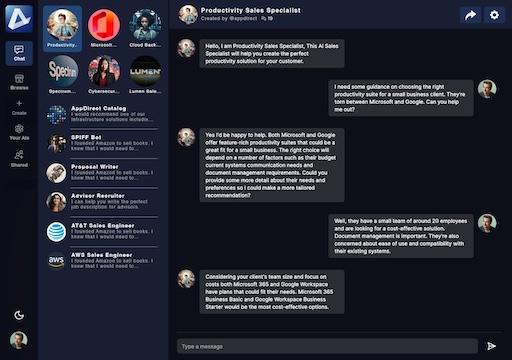 Chat
Browse
Create
Your AIs
Shared
Productivity..
Microsoft..
Cloud Back..
Spectrum
Spectrum...
Cybersecur...
LUMEN
Lumen Sale...
AppDirect Catalog
I would recommend one of our
infrastructure solutions includin...
SPIFF Bot
I founded Amazon to sell books. I
knew that I would need to...
Proposal Writer
I founded Amazon to sell books. I
knew that I would need to...
Advisor Recruiter
I can help you write the perfect
job description for advisors.
AT&T Sales Engineer
I founded Amazon to sell books. I
knew that I would need to...
aws
AWS Sales Engineer
I founded Amazon to sell books. I
knew that I would need to...
Productivity Sales Specialist
Created by @appdirect 19
Hello, I am Productivity Sales Specialist, This AI Sales
Specialist will help you create the perfect
productivity solution for your customer.
I need some guidance on choosing the right
productivity suite for a small business client. They're
torn between Microsoft and Google. Can you help
me out?
Yes I'd be happy to help. Both Microsoft and Google
offer feature-rich productivity suites that could be a
great fit for a small business. The right choice will
depend on a number of factors such as their budget
current systems communication needs and
document management requirements. Could you
provide some more detail about their needs and
preferences so I could make a more tailored
recommendation?
Well, they have a small team of around 20 employees
and are looking for a cost-effective solution.
Document management is important. They're also
concerned about ease of use and compatibility with
their existing systems.
Considering your client's team size and focus on
costs both Microsoft 365 and Google Workspace
have plans that could fit their needs. Microsoft 365
Business Basic and Google Workspace Business
Starter would be the most cost-effective options.
Type a message